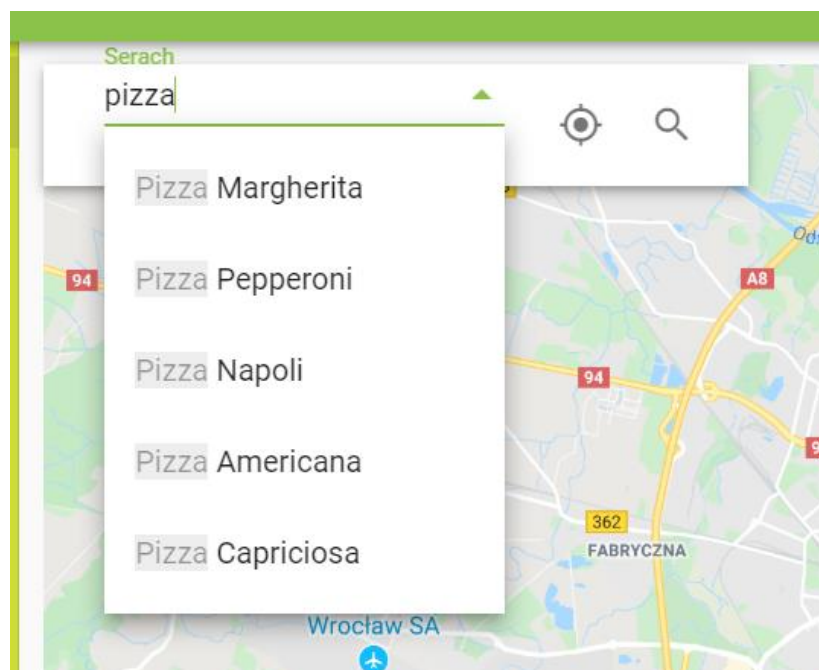 Serach
pizza
Pizza Margherita
Pizza Pepperoni
Pizza Napoli
Pizza Americana
Pizza Capriciosa
94
A8
94
362
FABRYCZNA
Wrocław SA